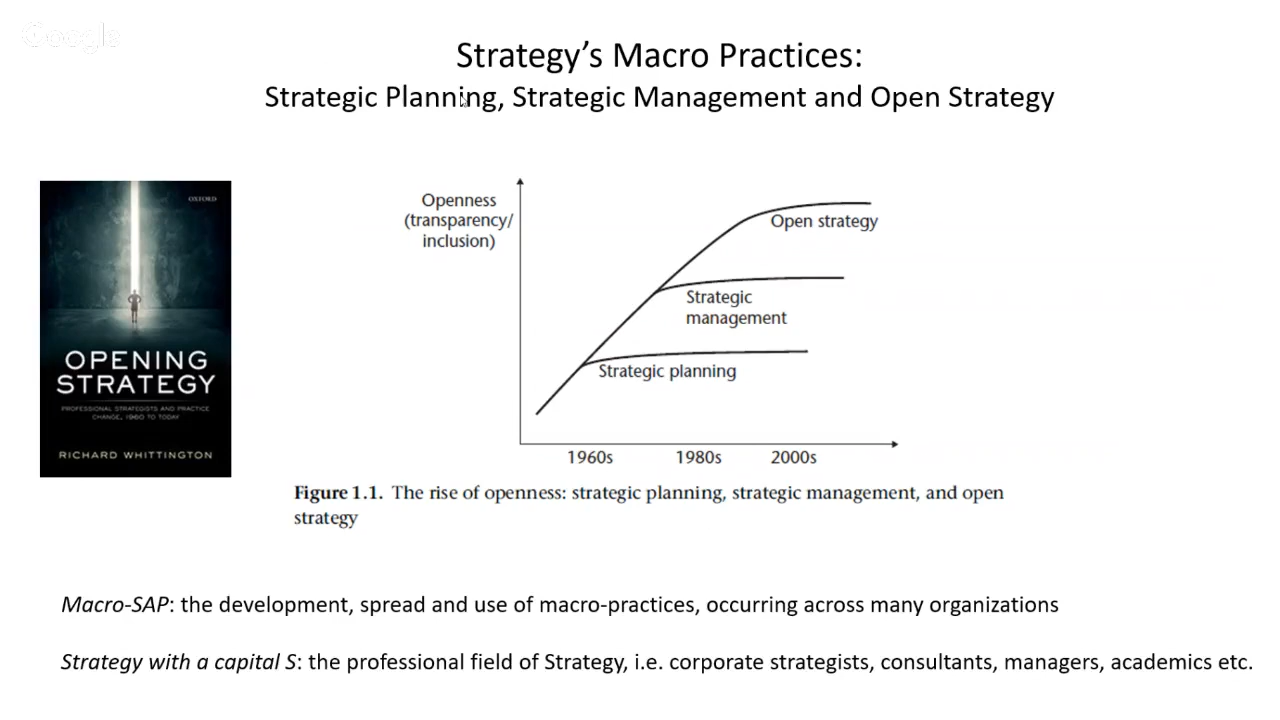 Google
Strategy’s Macro Practices:
Strategic Planning, Strategic Management and Open Strategy
OXFORD
OPENING
STRATEGY
PROFESSIONAL STRATEGISTS AND PRACTICE
CHANGE, 1960 TO TODAY
RICHARD WHITTINGTON
Openness
(transparency/
inclusion)
Open strategy
Strategic
management
Strategic planning
1960s 1980s 2000s
Figure 1.1. The rise of openness: strategic planning, strategic management, and open
strategy
Macro-SAP: the development, spread and use of macro-practices, occurring across many organizations
Strategy with a capital S: the professional field of Strategy, i.e. corporate strategists, consultants, managers, academics etc.